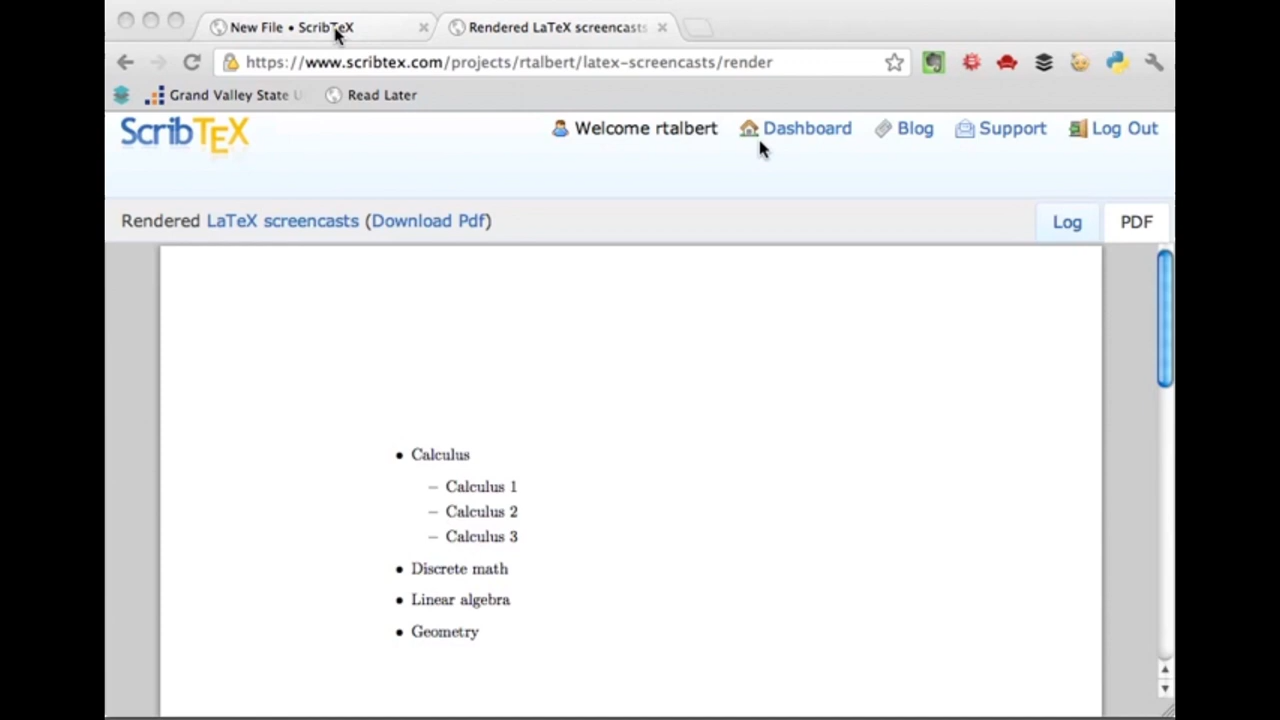 New File • ScribTeX
Rendered LaTeX screencasts
https://www.scribtex.com/projects/rtalbert/latex-screencasts/render
Grand Valley State U
Read Later
ScribTEX
Welcome rtalbert
Dashboard
Blog
Support
Log Out
Rendered LaTeX screencasts (Download Pdf)
Log
PDF
• Calculus
– Calculus 1
– Calculus 2
– Calculus 3
• Discrete math
• Linear algebra
• Geometry